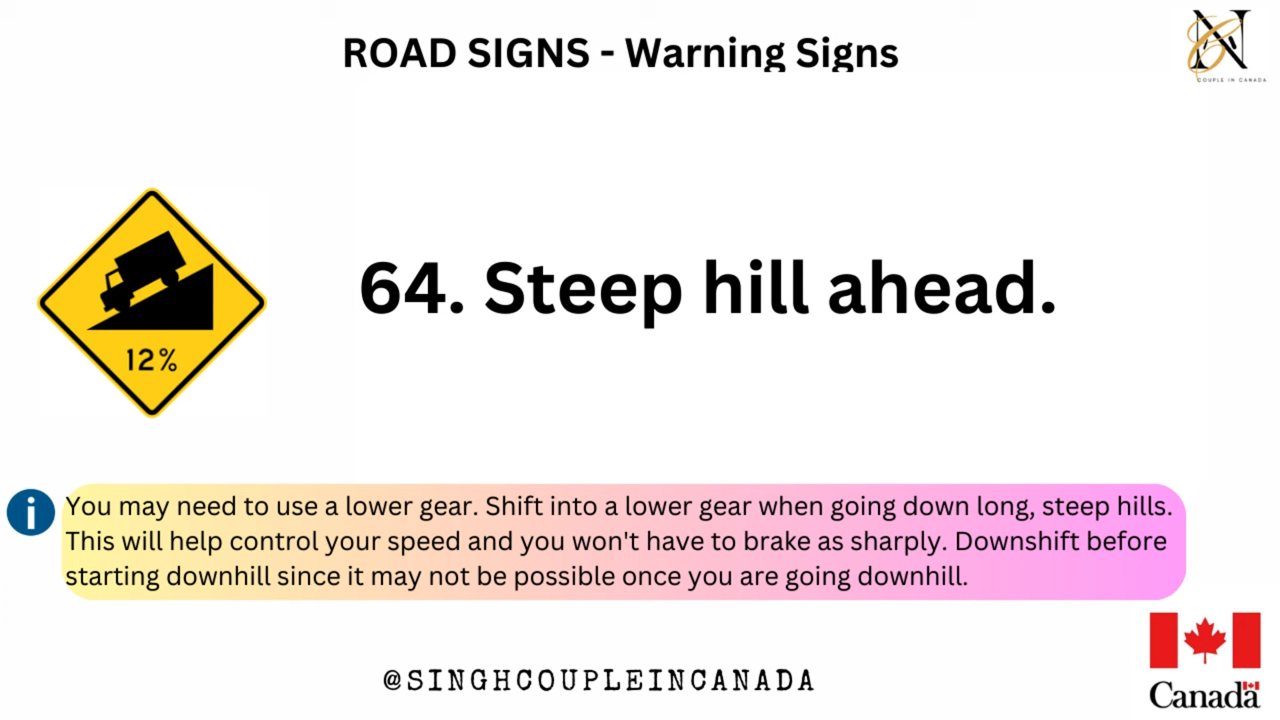 ROAD SIGNS - Warning Signs
N
COUPLE IN CANADA
64. Steep hill ahead.
12%
i
You may need to use a lower gear. Shift into a lower gear when going down long, steep hills.
This will help control your speed and you won't have to brake as sharply. Downshift before
starting downhill since it may not be possible once you are going downhill.
@SINGHCOUPLEINCANADA
Canada